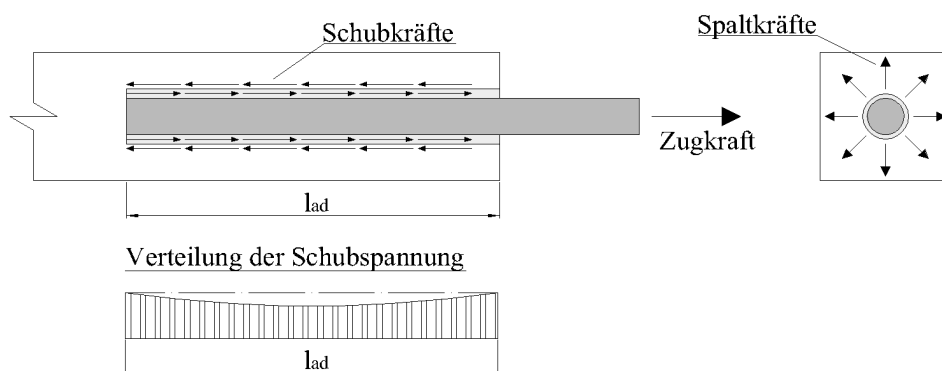 Schubkräfte
Spaltkräfte
Zugkraft
lad
Verteilung der Schubspannung
lad